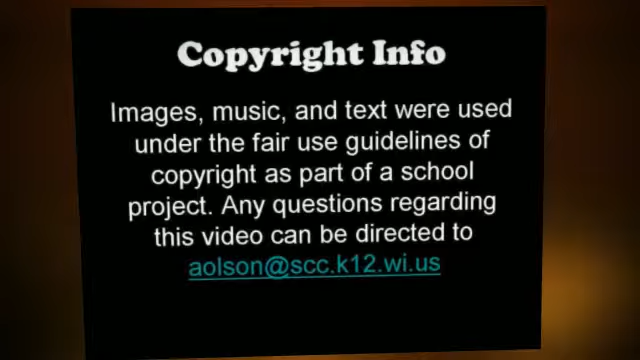 Copyright Info
Images, music, and text were used
under the fair use guidelines of
copyright as part of a school
project. Any questions regarding
this video can be directed to
aolson@scc.k12.wi.us